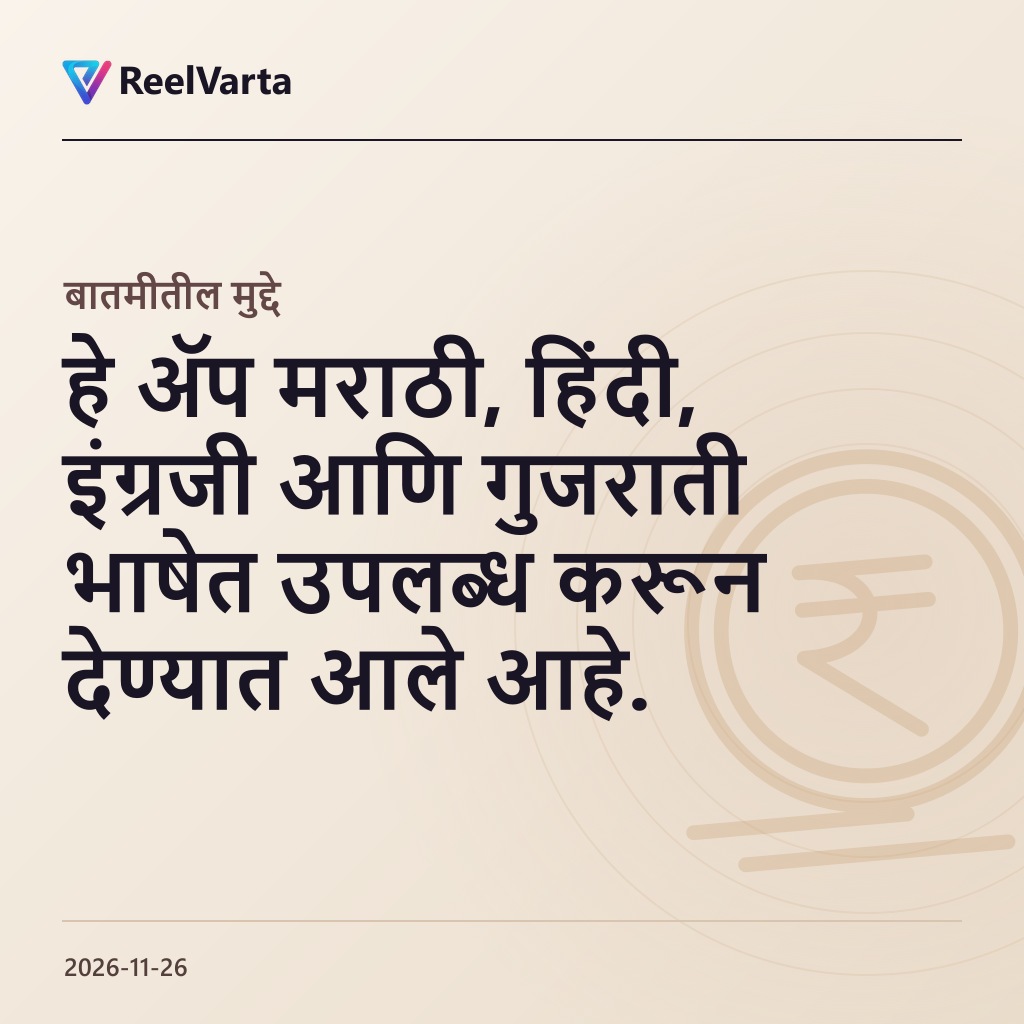 ReelVarta
बातमीतील मुद्दे
हे ॲप मराठी, हिंदी,
इंग्रजी आणि गुजराती
भाषेत उपलब्ध करून
देण्यात आले आहे.
₹
2026-11-26